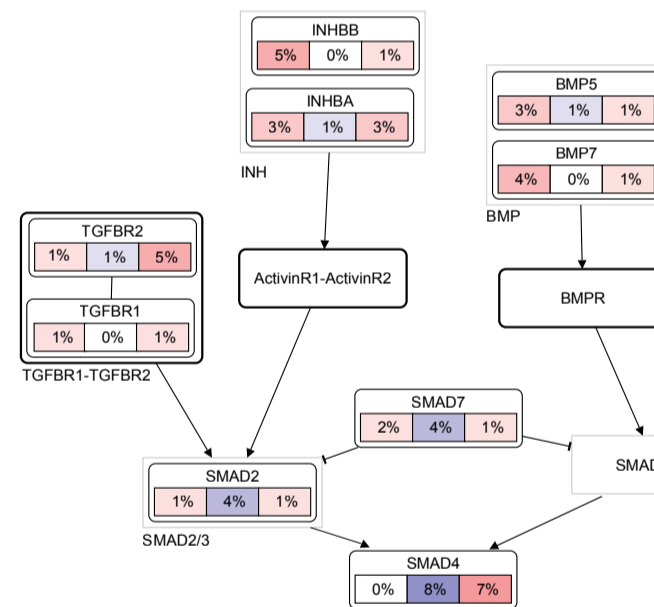 INHBB
5% 0% 1%
INHBA
3% 1% 3%
INH
BMP5
3% 1% 1%
BMP7
4% 0% 1%
BMP
TGFBR2
1% 1% 5%
TGFBR1
1% 0% 1%
TGFBR1-TGFBR2
ActivinR1-ActivinR2
BMPR
SMAD7
2% 4% 1%
SMAD2
1% 4% 1%
SMAD2/3
SMAD
SMAD4
0% 8% 7%